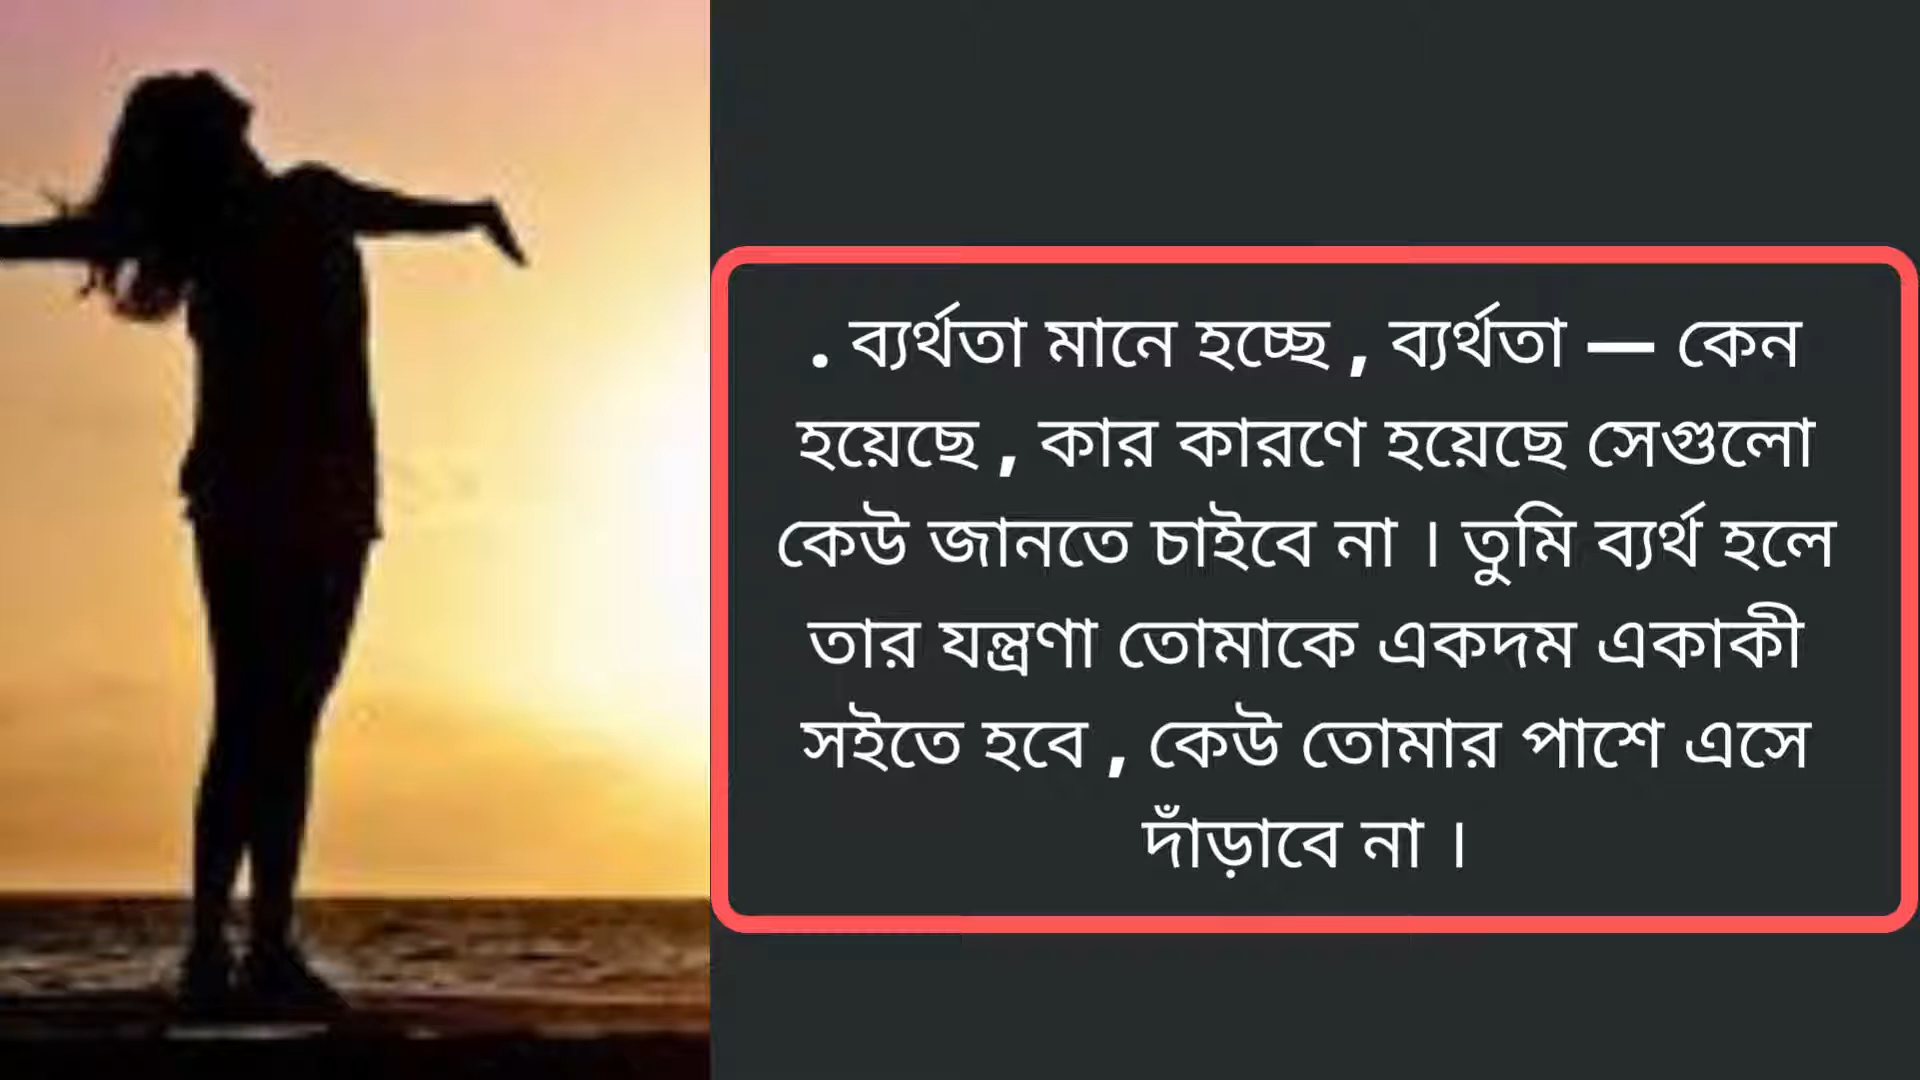 . ব্যর্থতা মানে হচ্ছে , ব্যর্থতা — কেন
হয়েছে , কার কারণে হয়েছে সেগুলো
কেউ জানতে চাইবে না । তুমি ব্যর্থ হলে
তার যন্ত্রণা তোমাকে একদম একাকী
সইতে হবে , কেউ তোমার পাশে এসে
দাঁড়াবে না ।